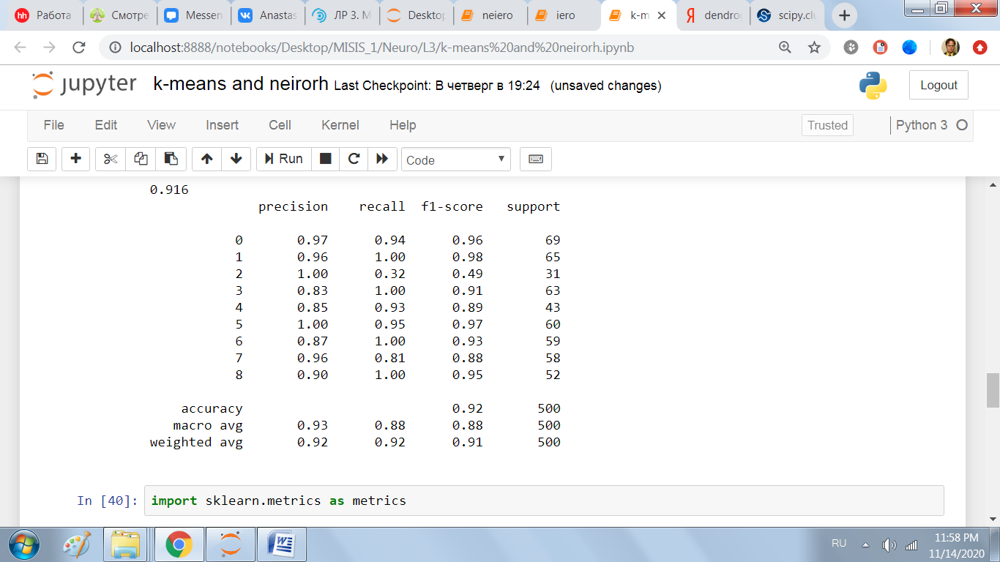 hh Работа
Смотре
Messen
Anastas
ЛР 3. М
Desktop
neiero
iero
k-m
Я dendrog
scipy.clu
localhost:8888/notebooks/Desktop/MISIS_1/Neuro/L3/k-means%20and%20neirorh.ipynb
jupyter k-means and neirorh Last Checkpoint: В четверг в 19:24 (unsaved changes)
Logout
File Edit View Insert Cell Kernel Help
Trusted
Python 3
Run
Code
0.916
precision recall f1-score support
0 0.97 0.94 0.96 69
1 0.96 1.00 0.98 65
2 1.00 0.32 0.49 31
3 0.83 1.00 0.91 63
4 0.85 0.93 0.89 43
5 1.00 0.95 0.97 60
6 0.87 1.00 0.93 59
7 0.96 0.81 0.88 58
8 0.90 1.00 0.95 52
accuracy 0.92 500
macro avg 0.93 0.88 0.88 500
weighted avg 0.92 0.92 0.91 500
In [40]: import sklearn.metrics as metrics
RU
11:58 PM
11/14/2020